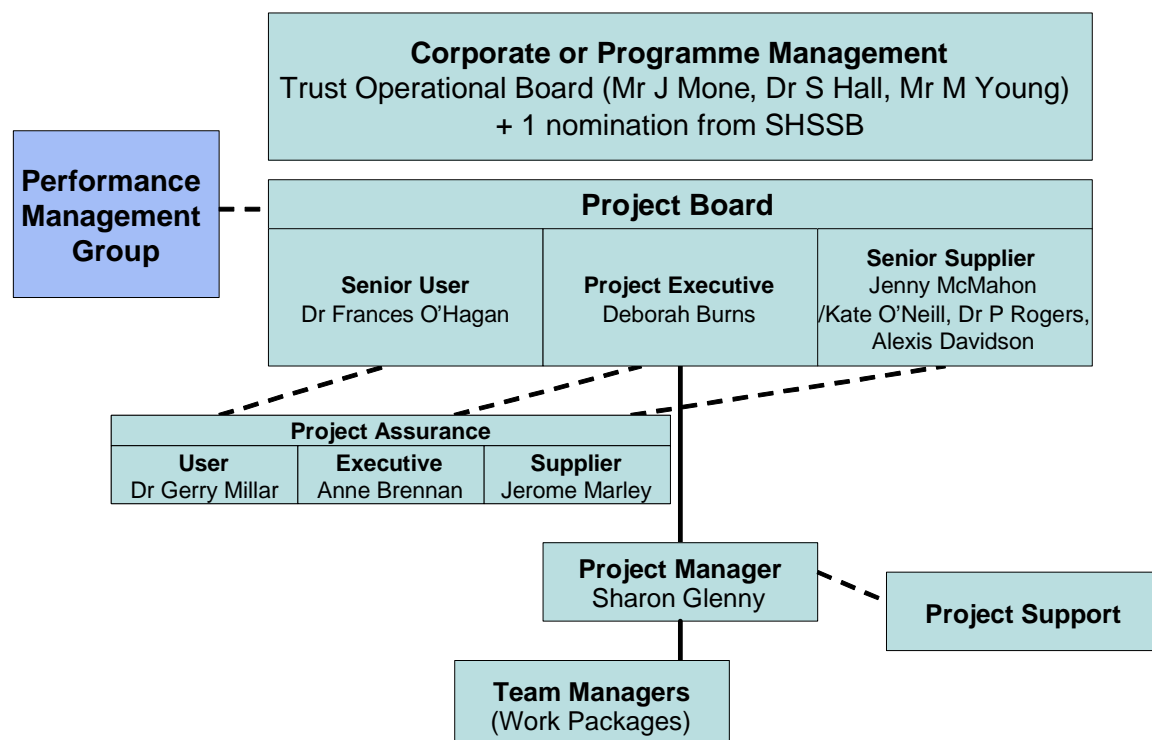 Corporate or Programme Management
Trust Operational Board (Mr J Mone, Dr S Hall, Mr M Young)
+ 1 nomination from SHSSB
Performance
Management
Group
Project Board
Senior User
Dr Frances O’Hagan
Project Executive
Deborah Burns
Senior Supplier
Jenny McMahon
/Kate O’Neill, Dr P Rogers,
Alexis Davidson
Project Assurance
User
Dr Gerry Millar
Executive
Anne Brennan
Supplier
Jerome Marley
Project Manager
Sharon Glenny
Project Support
Team Managers
(Work Packages)